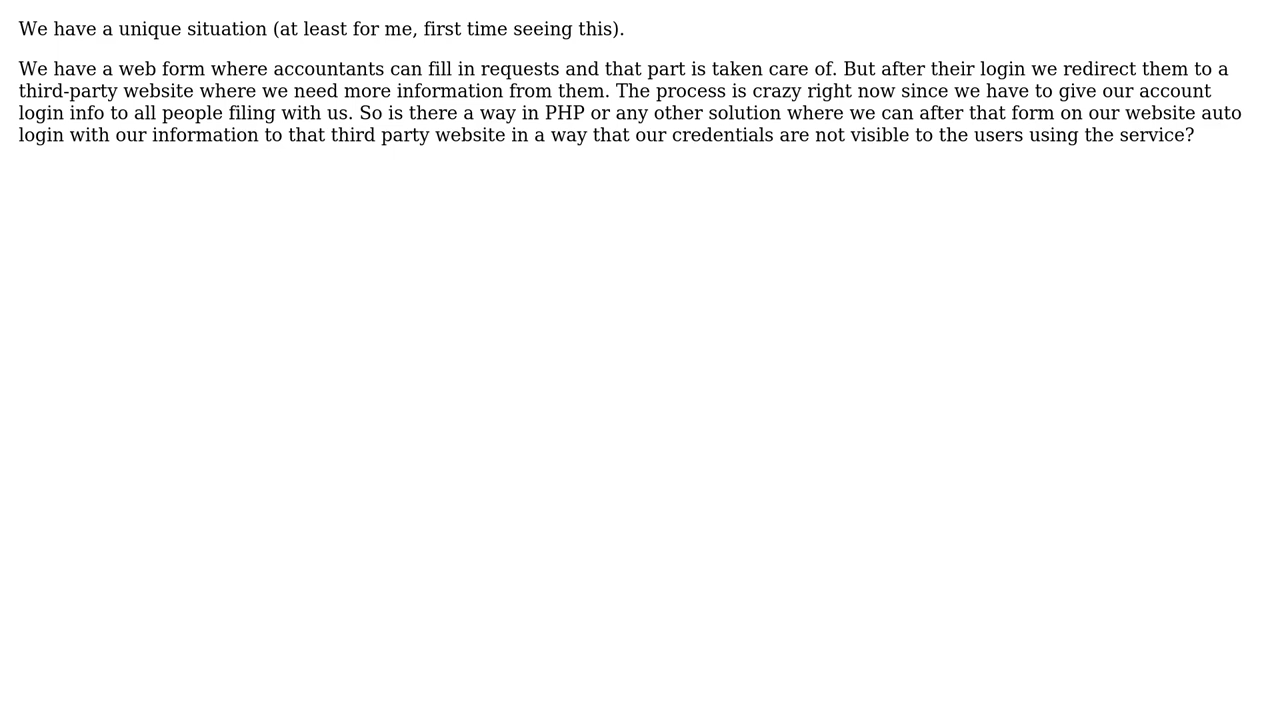 We have a unique situation (at least for me, first time seeing this).
We have a web form where accountants can fill in requests and that part is taken care of. But after their login we redirect them to a
third-party website where we need more information from them. The process is crazy right now since we have to give our account
login info to all people filing with us. So is there a way in PHP or any other solution where we can after that form on our website auto
login with our information to that third party website in a way that our credentials are not visible to the users using the service?